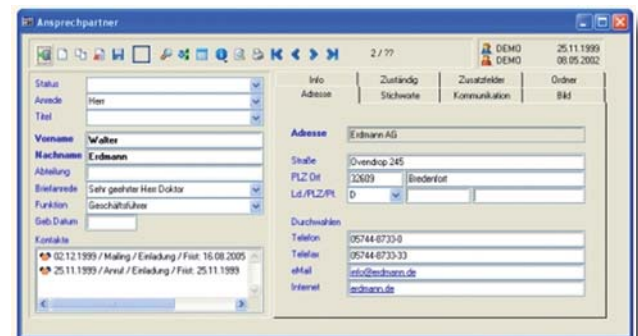 Ansprechpartner
2 / ??
DEMO 25.11.1999
DEMO 08.05.2002
Status
Anrede Herr
Titel
Vorname Walter
Nachname Erdmann
Abteilung
Briefanrede Sehr geehrter Herr Doktor
Funktion Geschäftsführer
Geb.Datum
Kontakte
02.12.1999 / Mailing / Einladung / Frist: 16.08.2005
25.11.1999 / Anruf / Einladung / Frist: 25.11.1999
Info Zuständig Zusatzfelder Ordner
Adresse Stichworte Kommunikation Bild
Adresse Erdmann AG
Straße Ovendrop 245
PLZ Ort 32609 Bredenfort
Ld./PLZ/Pf. D
Durchwahlen
Telefon 05744-8733-0
Telefax 05744-8733-33
eMail info@erdmann.de
Internet erdmann.de